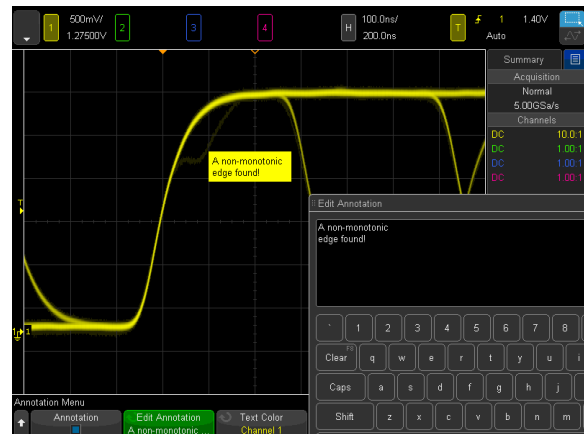 1
500mV/
1.27500V
2
3
4
H
100.0ns/
200.0ns
T
1
1.40V
Auto
Summary
Acquisition
Normal
5.00GSa/s
Channels
DC 10.0:1
DC 1.00:1
DC 1.00:1
DC 1.00:1
T
A non-monotonic
edge found!
1
Edit Annotation
A non-monotonic
edge found!
` 1 2 3 4 5 6 7 8
Clear F8 q w e r t y u i
Caps a s d f g h j
Shift z x c v b n m
Annotation Menu
Annotation
Edit Annotation
A non-monotonic ...
Text Color
Channel 1